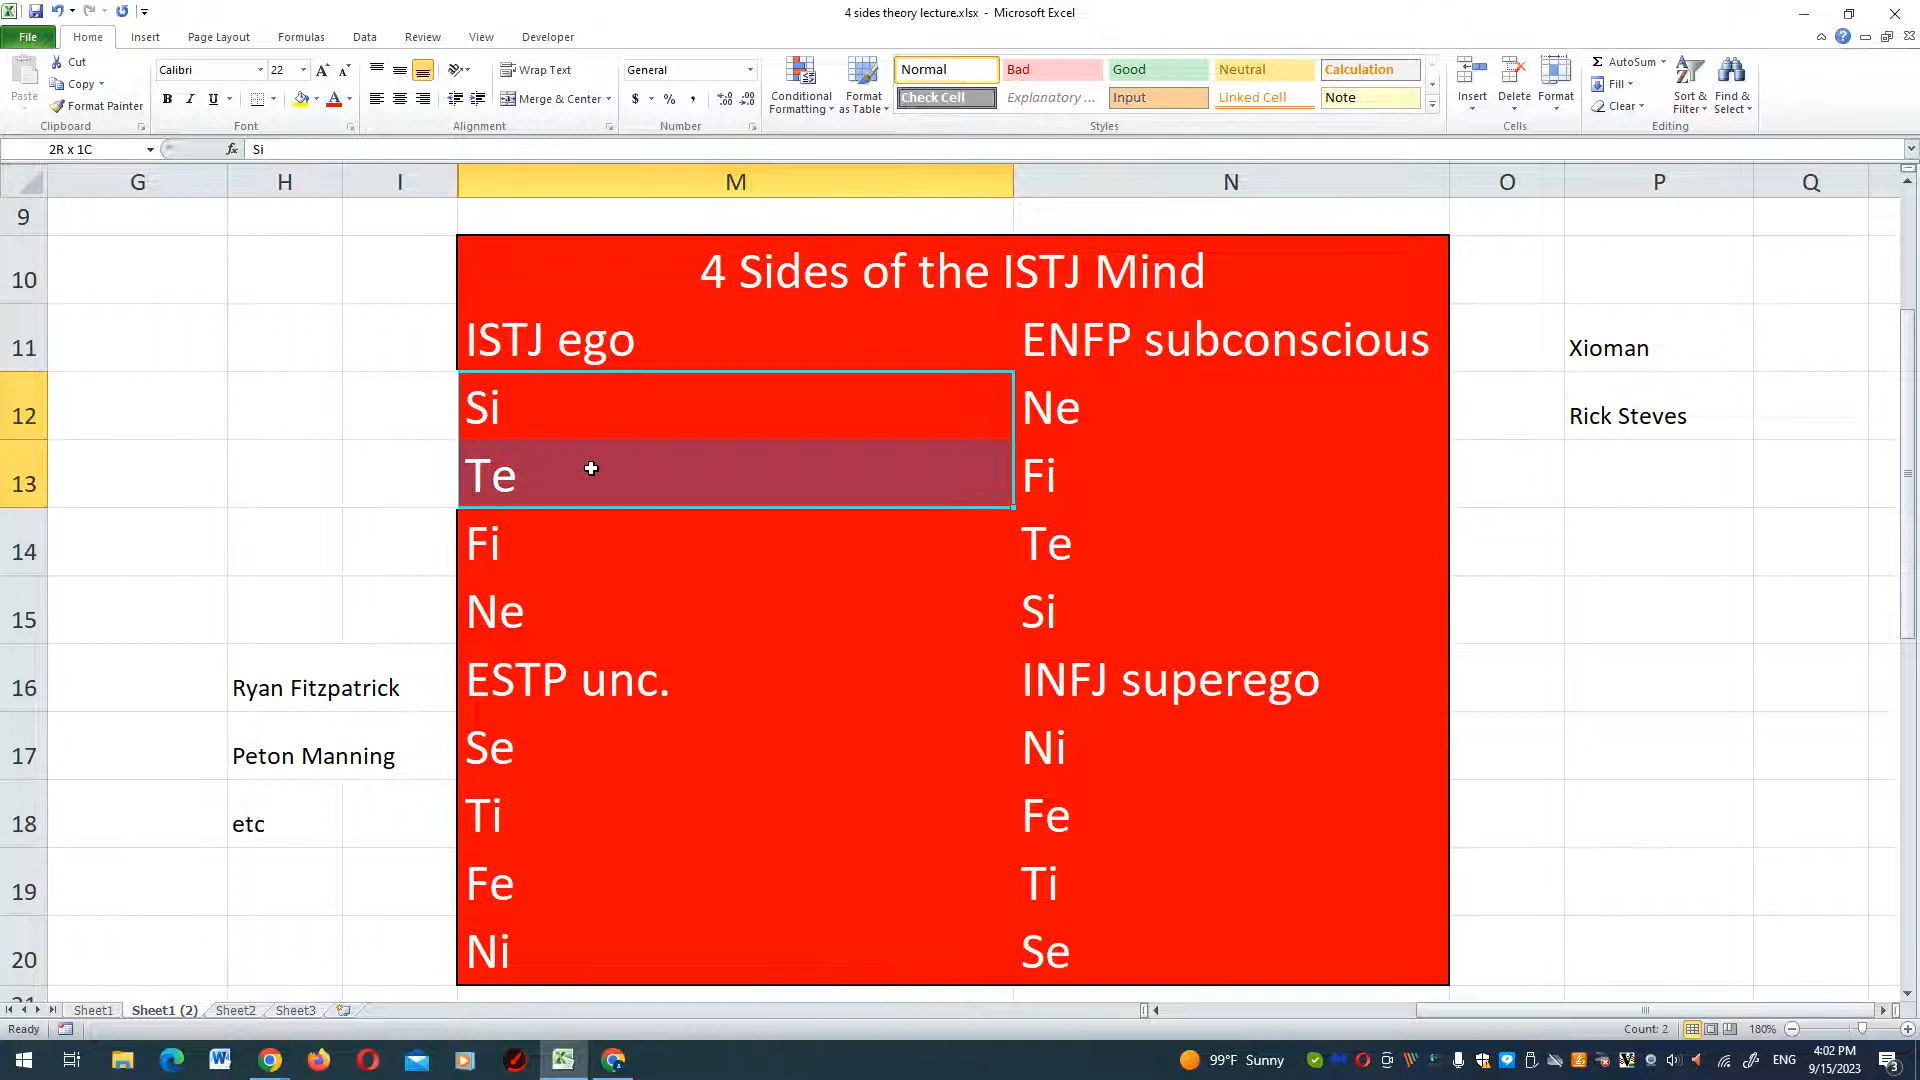 4 sides theory lecture.xlsx - Microsoft Excel
File Home Insert Page Layout Formulas Data Review View Developer
Paste
Cut
Copy
Format Painter
Clipboard
Calibri 22
B I U
Font
Wrap Text
Merge & Center
Alignment
General
$ % ,
Number
Conditional Formatting
Format as Table
Normal Bad Good Neutral Calculation
Check Cell Explanatory ... Input Linked Cell Note
Styles
Insert Delete Format
Cells
AutoSum
Fill
Clear
Sort & Filter
Find & Select
Editing
2R x 1C fx Si
G H I M N O P Q
9
10 4 Sides of the ISTJ Mind
11 ISTJ ego ENFP subconscious Xioman
12 Si Ne Rick Steves
13 Te Fi
14 Fi Te
15 Ne Si
16 Ryan Fitzpatrick ESTP unc. INFJ superego
17 Peton Manning Se Ni
18 etc Ti Fe
19 Fe Ti
20 Ni Se
21
Sheet1 Sheet1 (2) Sheet2 Sheet3
Ready Count: 2 180%
99°F Sunny ENG 4:02 PM
9/15/2023 3